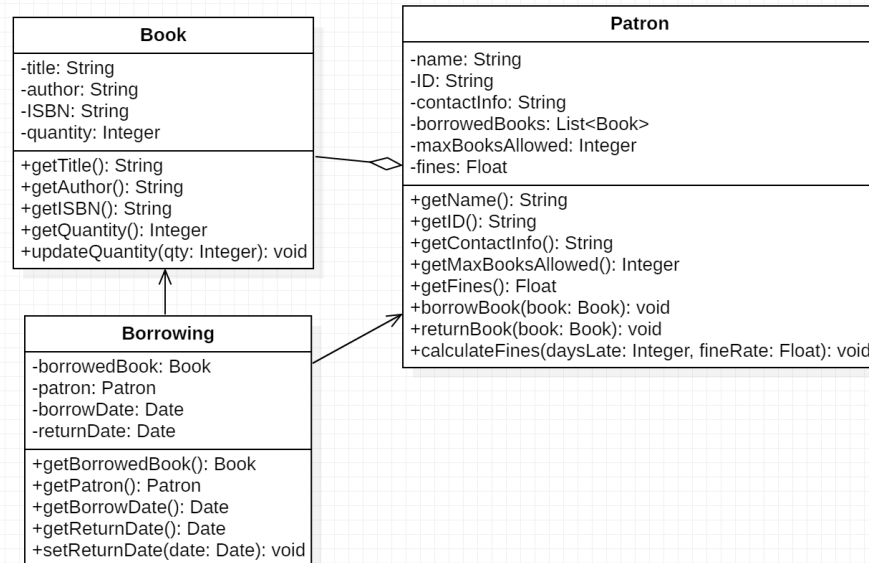 Book
-title: String
-author: String
-ISBN: String
-quantity: Integer
+getTitle(): String
+getAuthor(): String
+getISBN(): String
+getQuantity(): Integer
+updateQuantity(qty: Integer): void
Patron
-name: String
-ID: String
-contactInfo: String
-borrowedBooks: List<Book>
-maxBooksAllowed: Integer
-fines: Float
+getName(): String
+getID(): String
+getContactInfo(): String
+getMaxBooksAllowed(): Integer
+getFines(): Float
+borrowBook(book: Book): void
+returnBook(book: Book): void
+calculateFines(daysLate: Integer, fineRate: Float): void
Borrowing
-borrowedBook: Book
-patron: Patron
-borrowDate: Date
-returnDate: Date
+getBorrowedBook(): Book
+getPatron(): Patron
+getBorrowDate(): Date
+getReturnDate(): Date
+setReturnDate(date: Date): void